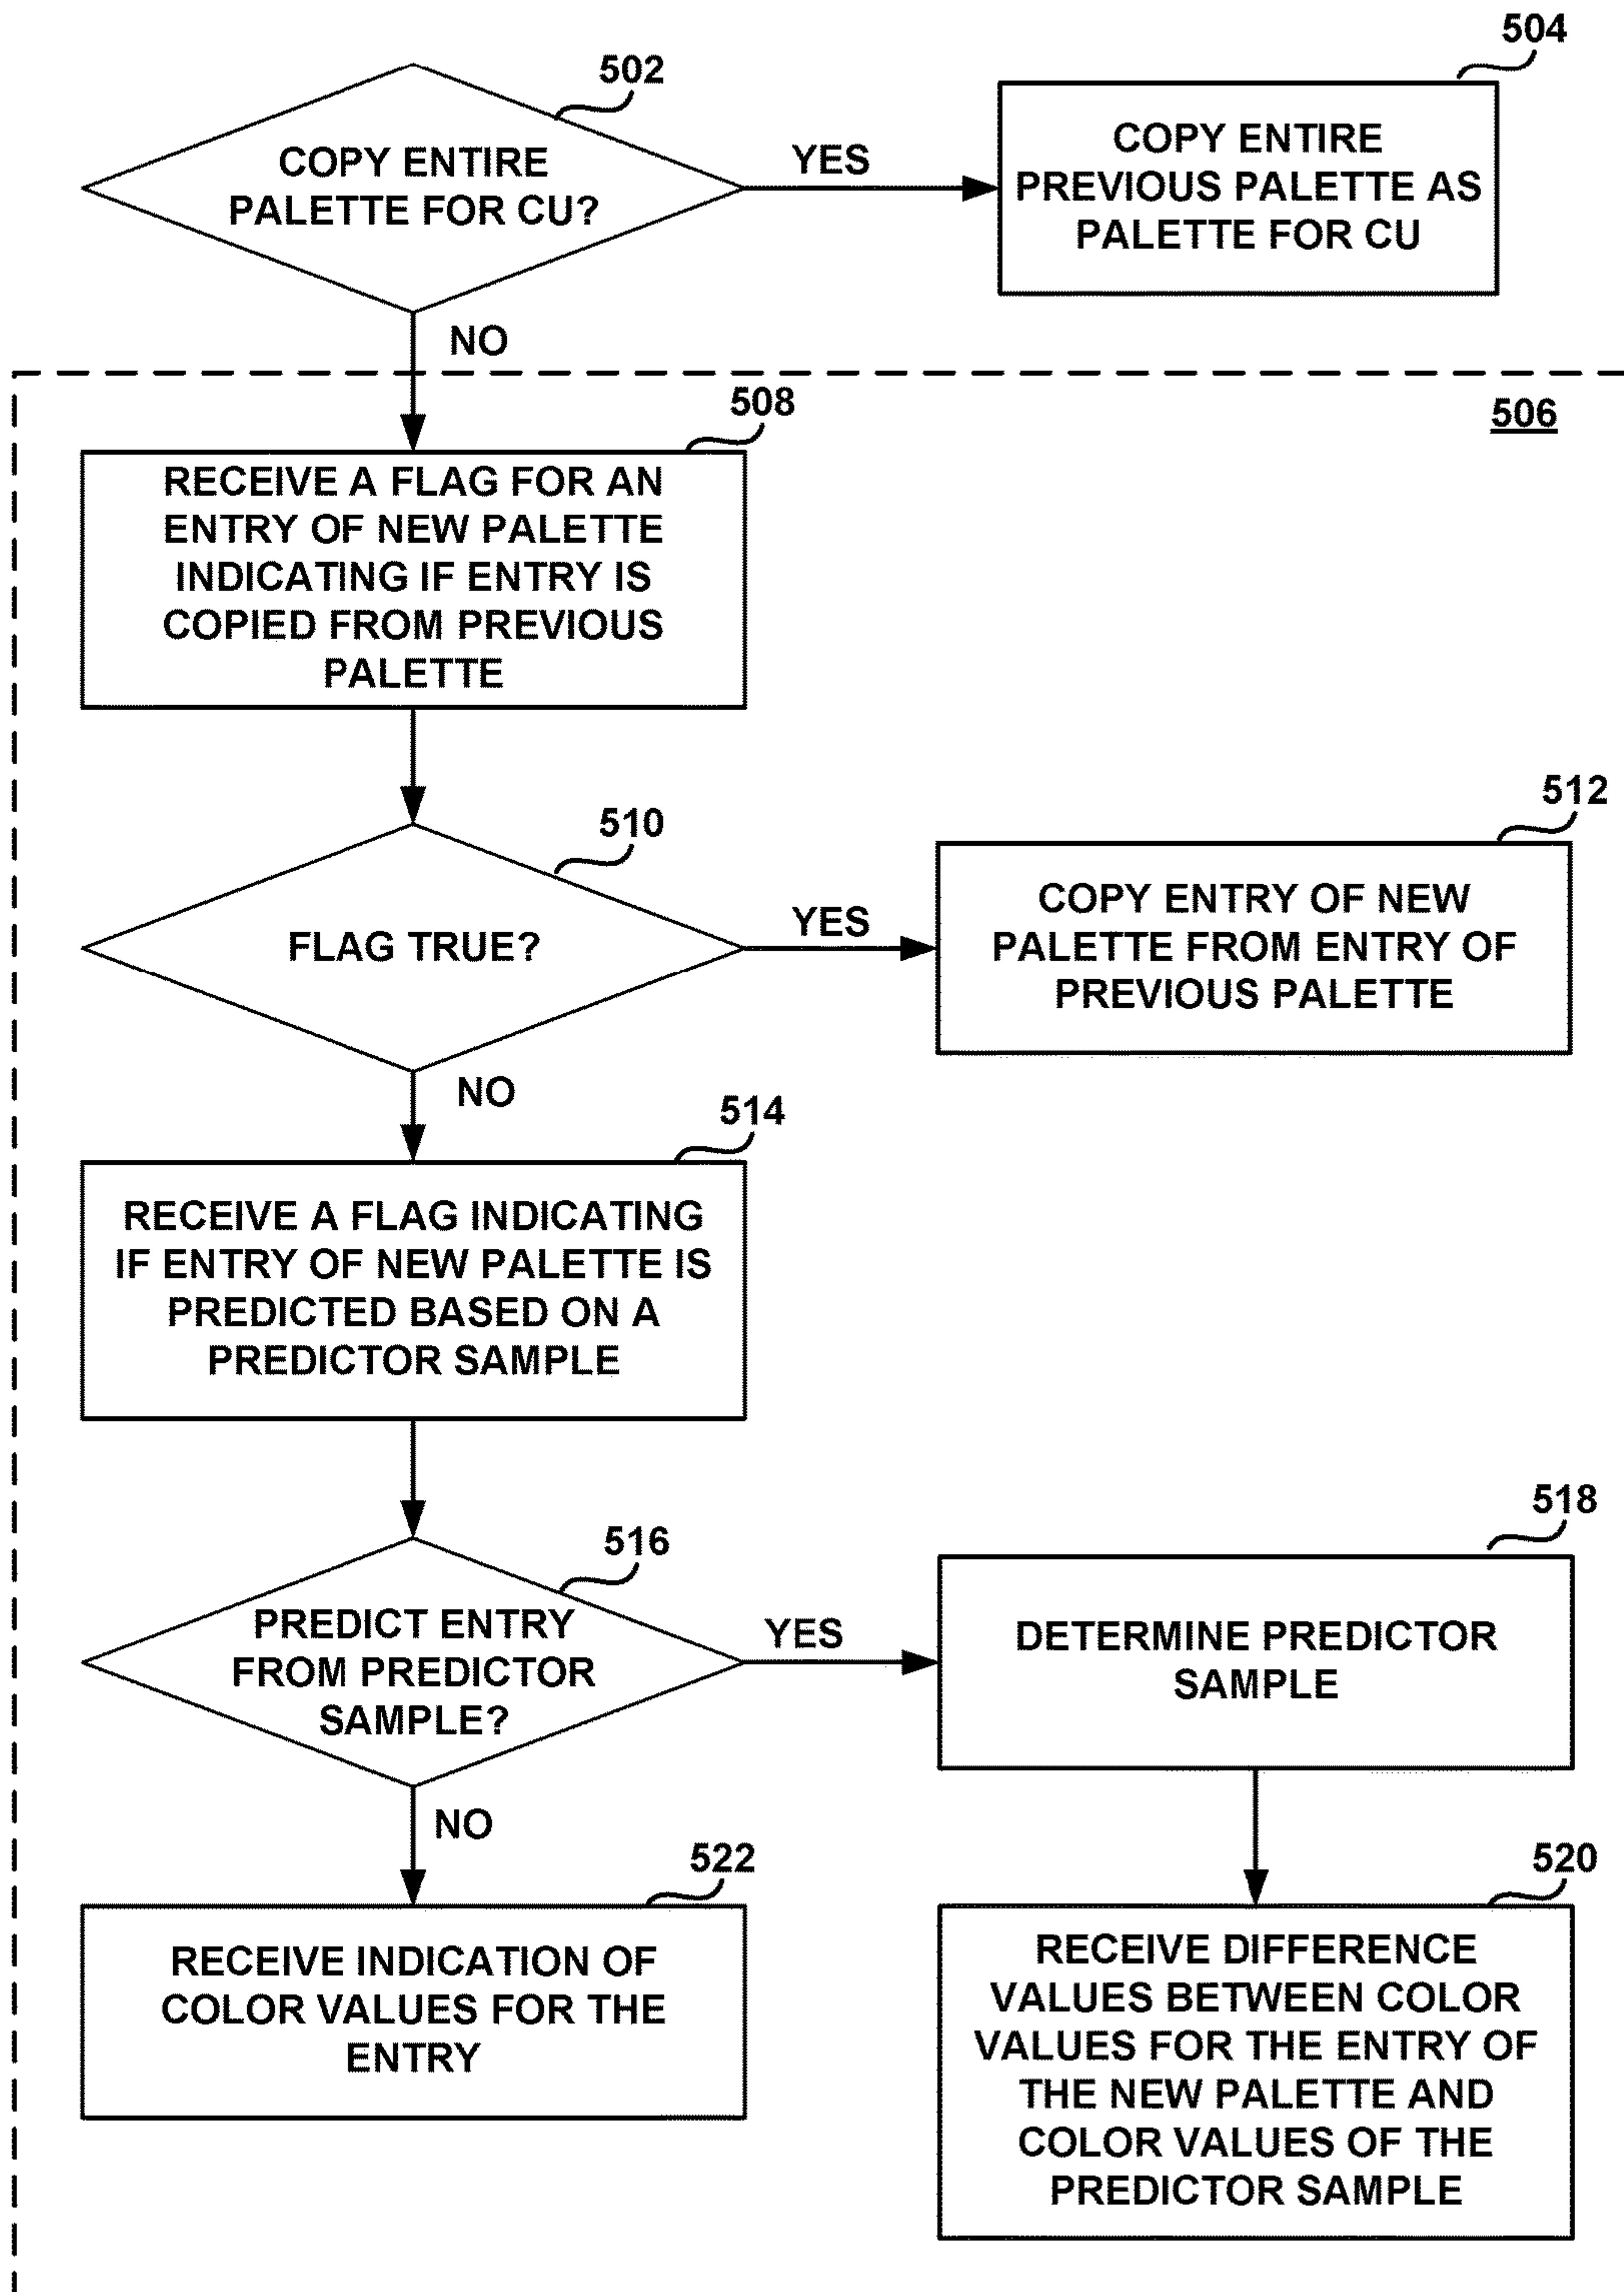 502
COPY ENTIRE
PALETTE FOR CU?
YES
504
COPY ENTIRE
PREVIOUS PALETTE AS
PALETTE FOR CU
NO
506
508
RECEIVE A FLAG FOR AN
ENTRY OF NEW PALETTE
INDICATING IF ENTRY IS
COPIED FROM PREVIOUS
PALETTE
510
FLAG TRUE?
YES
512
COPY ENTRY OF NEW
PALETTE FROM ENTRY OF
PREVIOUS PALETTE
NO
514
RECEIVE A FLAG INDICATING
IF ENTRY OF NEW PALETTE IS
PREDICTED BASED ON A
PREDICTOR SAMPLE
516
PREDICT ENTRY
FROM PREDICTOR
SAMPLE?
YES
518
DETERMINE PREDICTOR
SAMPLE
NO
522
RECEIVE INDICATION OF
COLOR VALUES FOR THE
ENTRY
520
RECEIVE DIFFERENCE
VALUES BETWEEN COLOR
VALUES FOR THE ENTRY OF
THE NEW PALETTE AND
COLOR VALUES OF THE
PREDICTOR SAMPLE